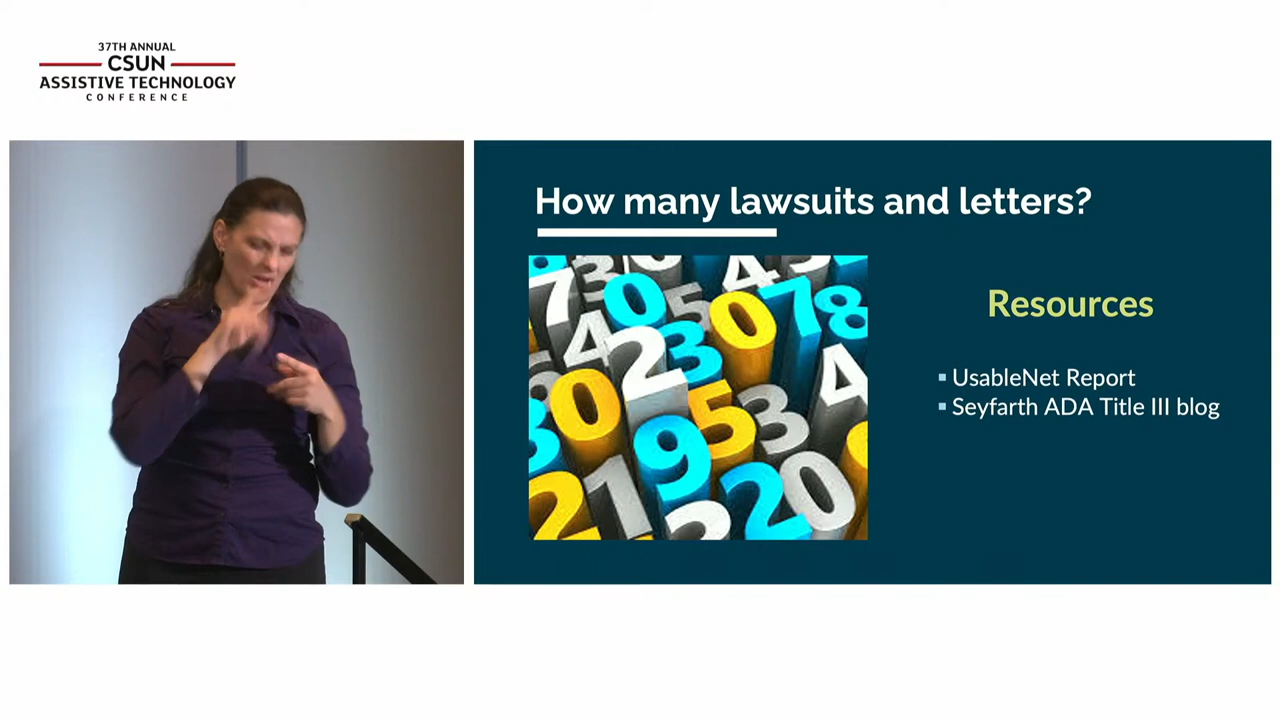 37TH ANNUAL
CSUN
ASSISTIVE TECHNOLOGY
CONFERENCE
How many lawsuits and letters?
Resources
▪ UsableNet Report
▪ Seyfarth ADA Title III blog